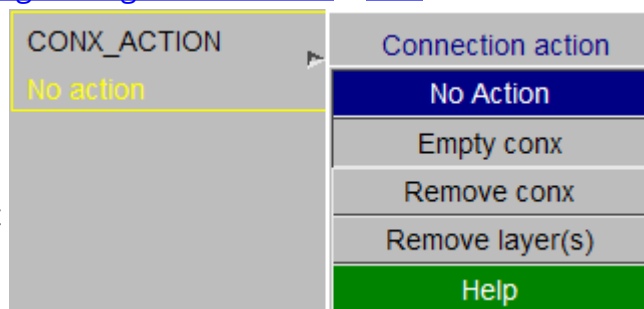 CONX_ACTION
No action
Connection action
No Action
Empty conx
Remove conx
Remove layer(s)
Help